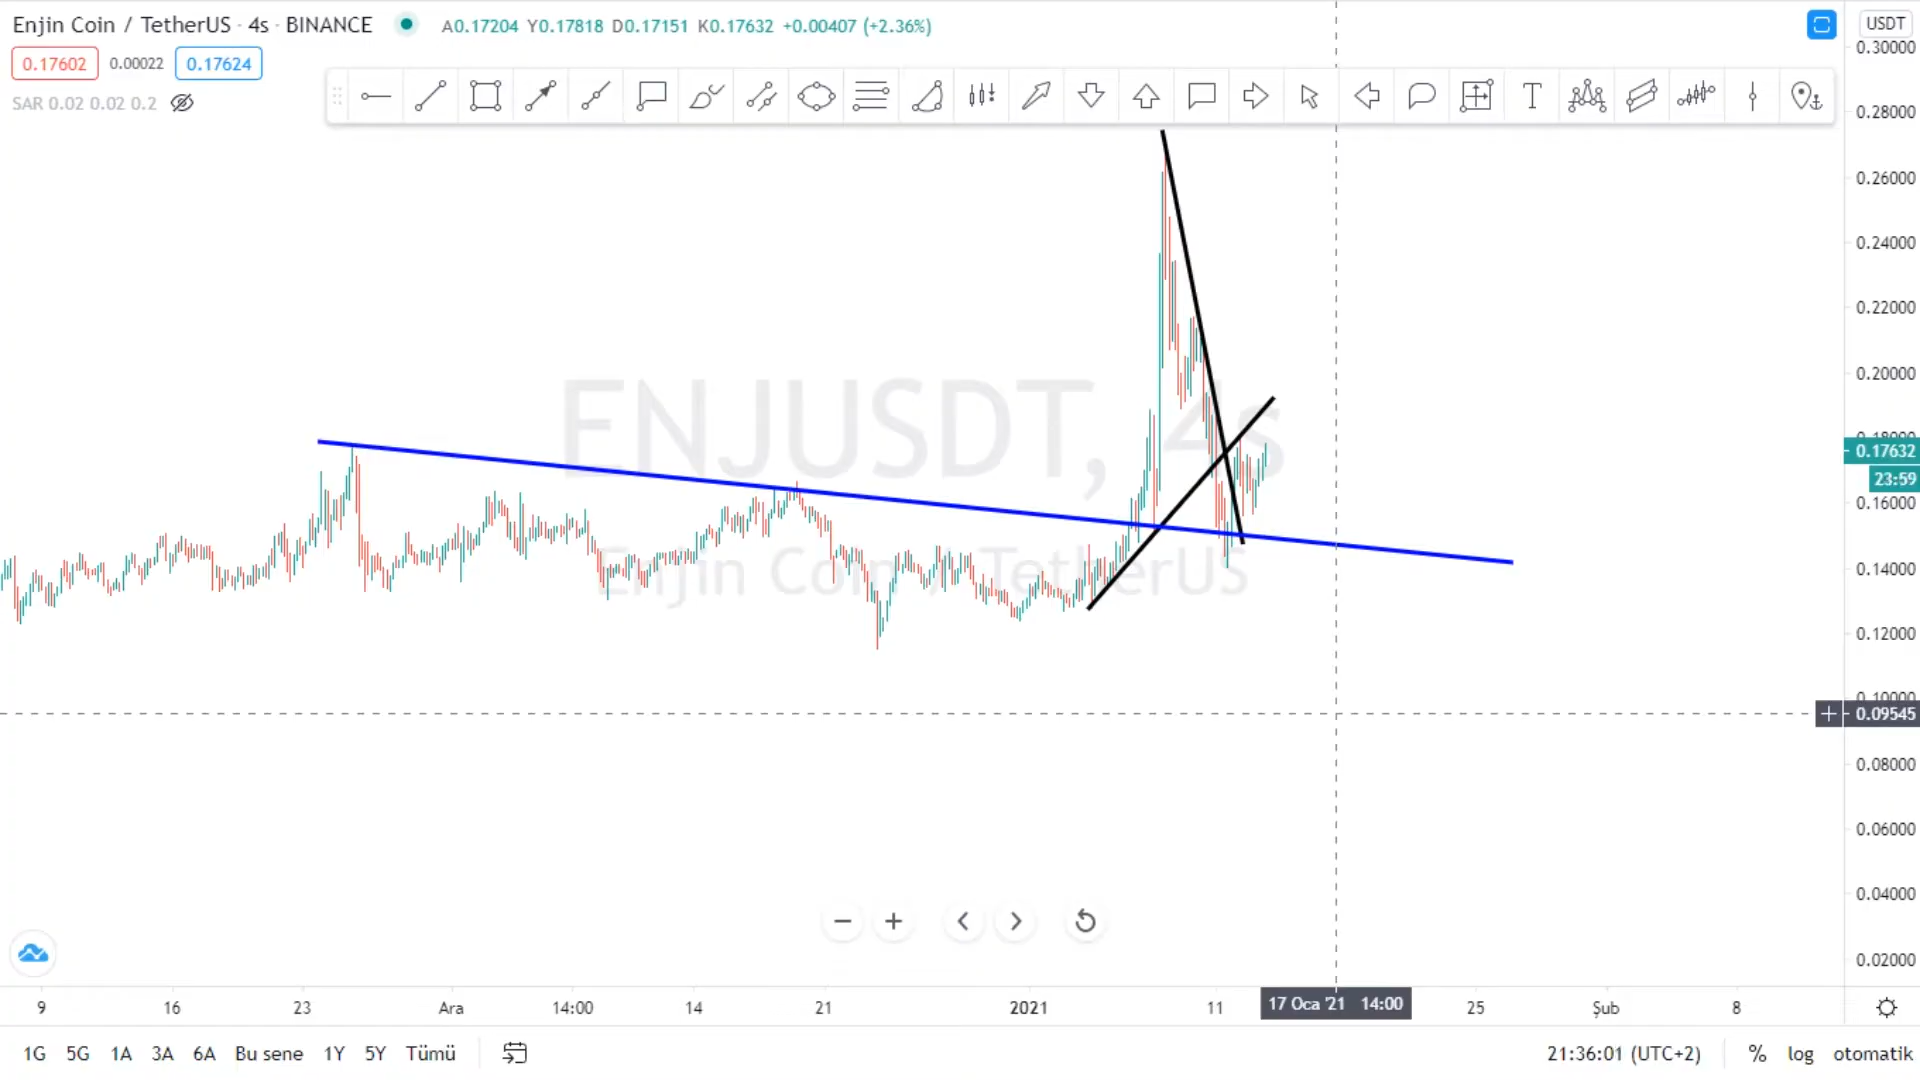 Enjin Coin / TetherUS · 4s · BINANCE A0.17204 Y0.17818 D0.17151 K0.17632 +0.00407 (+2.36%)
0.17602 0.00022 0.17624
SAR 0.02 0.02 0.2
USDT
0.30000
0.28000
0.26000
0.24000
0.22000
0.20000
0.18000
0.17632
23:59
0.16000
0.14000
0.12000
0.10000
0.09545
0.08000
0.06000
0.04000
0.02000
ENJUSDT, 4s
Enjin Coin / TetherUS
9 16 23 Ara 14:00 14 21 2021 11 17 Oca '21 14:00 25 Şub 8
1G 5G 1A 3A 6A Bu sene 1Y 5Y Tümü 21:36:01 (UTC+2) % log otomatik